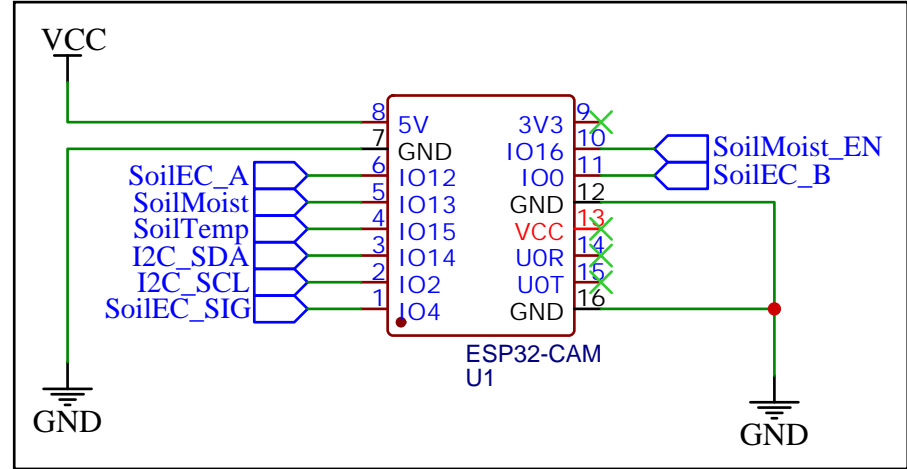 VCC
8 5V 3V3 9
7 GND IO16 10 SoilMoist_EN
SoilEC_A 6 IO12 IO0 11 SoilEC_B
SoilMoist 5 IO13 GND 12
SoilTemp 4 IO15 VCC 13
I2C_SDA 3 IO14 U0R 14
I2C_SCL 2 IO2 U0T 15
SoilEC_SIG 1 IO4 GND 16
ESP32-CAM
U1
GND
GND